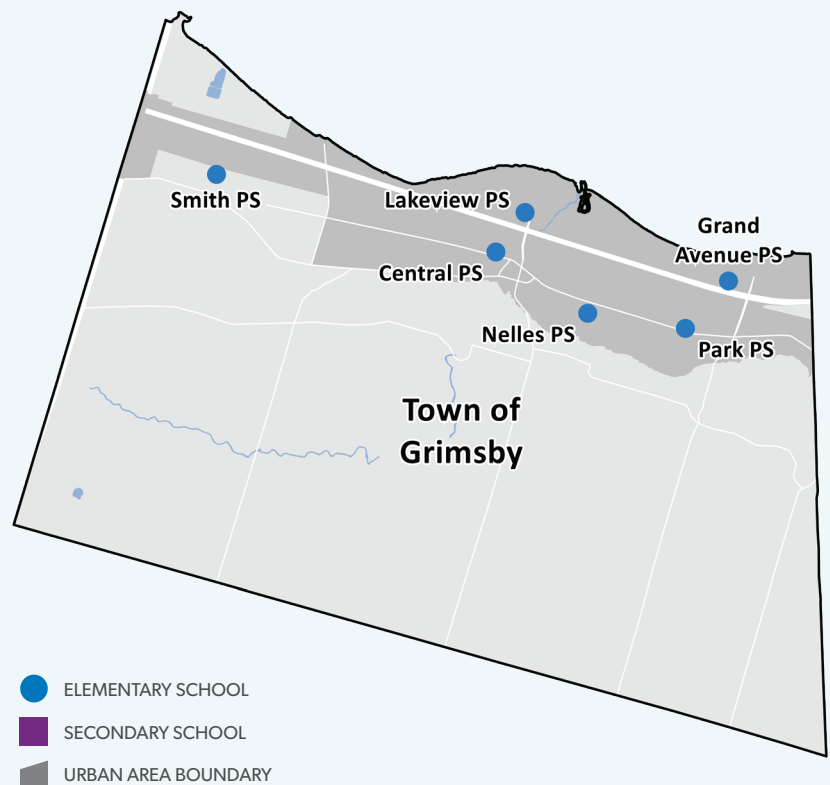 Smith PS
Lakeview PS
Grand
Avenue PS
Central PS
Nelles PS
Park PS
Town of
Grimsby
ELEMENTARY SCHOOL
SECONDARY SCHOOL
URBAN AREA BOUNDARY